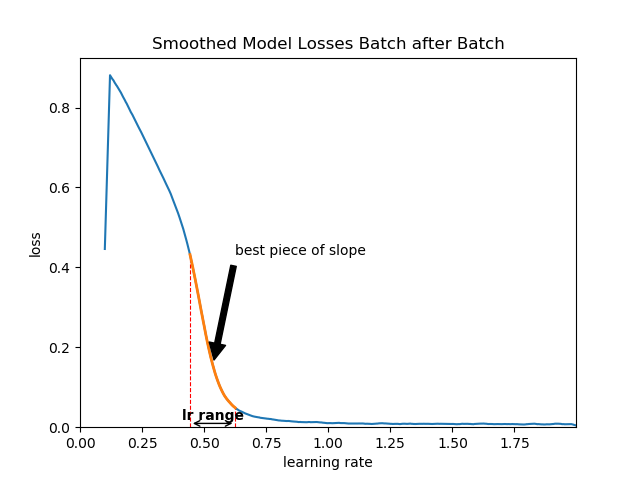 Smoothed Model Losses Batch after Batch
0.8
0.6
0.4
0.2
0.0
loss
best piece of slope
lr range
0.00 0.25 0.50 0.75 1.00 1.25 1.50 1.75
learning rate